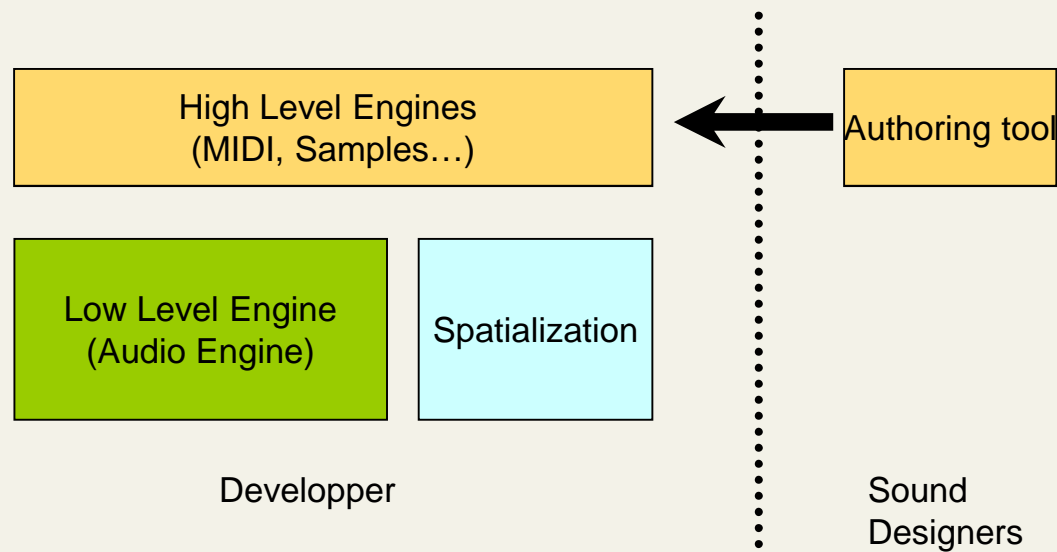 High Level Engines
(MIDI, Samples…)
Authoring tool
Low Level Engine
(Audio Engine)
Spatialization
Developper
Sound
Designers